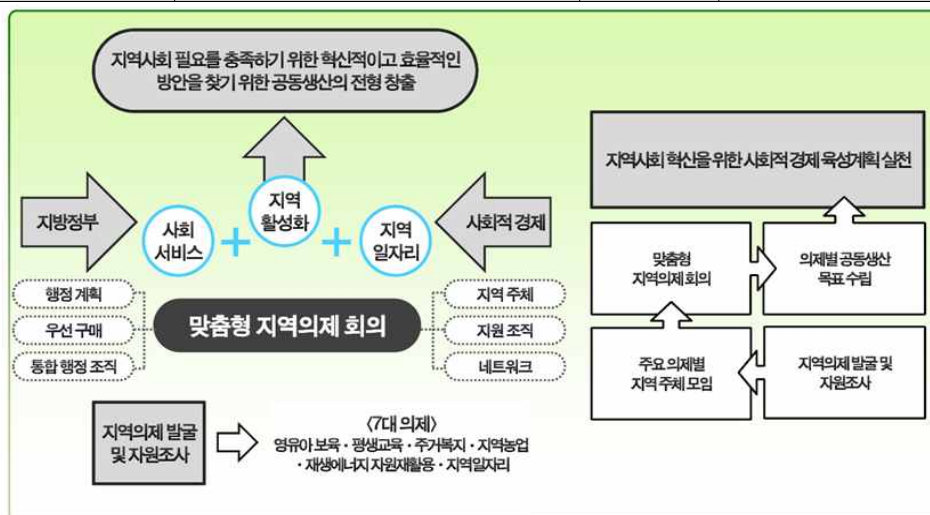 지역사회 필요를 충족하기 위한 혁신적이고 효율적인
방안을 찾기 위한 공동생산의 전형 창출
지방정부
사회
서비스
지역
활성화
지역
일자리
사회적 경제
행정 계획
우선 구매
통합 행정 조직
맞춤형 지역의제 회의
지역 주체
지원 조직
네트워크
지역의제 발굴
및 자원조사
〈7대 의제〉
영유아 보육·평생교육·주거복지·지역농업
·재생에너지 자원재활용·지역일자리
지역사회 혁신을 위한 사회적 경제 육성계획 실천
맞춤형
지역의제 회의
의제별 공동생산
목표 수립
주요 의제별
지역 주체 모임
지역의제 발굴 및
자원조사